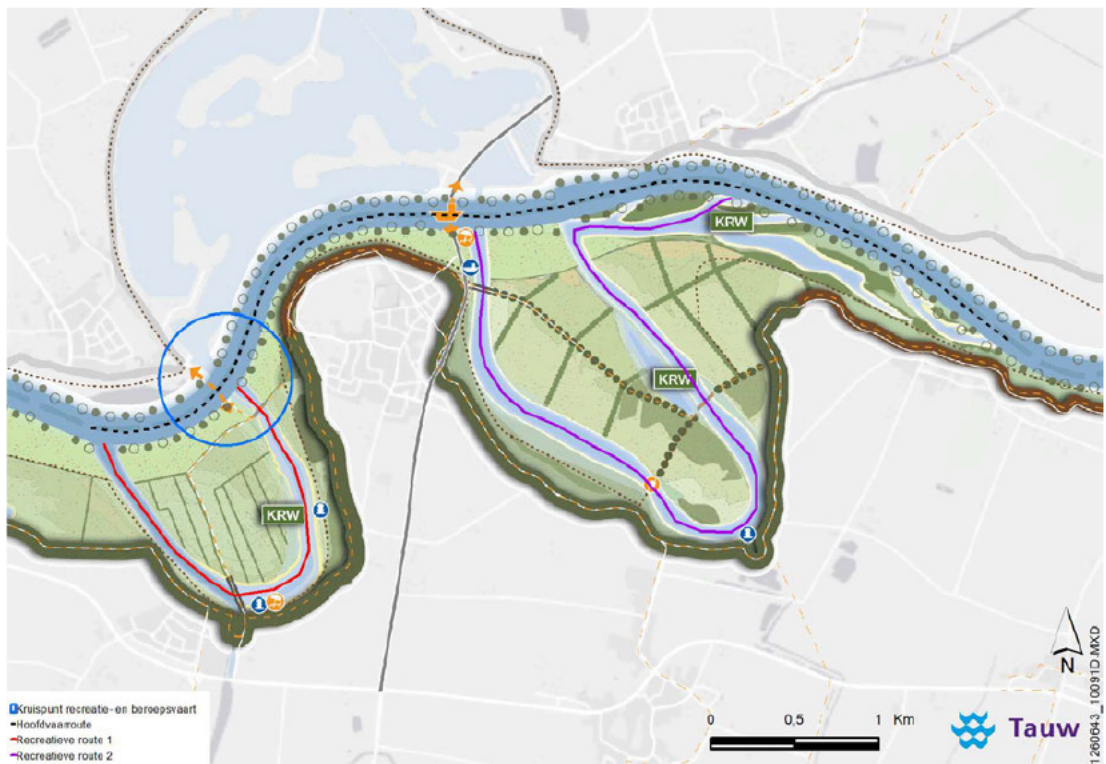 KRW
KRW
KRW
N
Kruispunt recreatie- en beroepsvaart
Hoofdvaarroute
Recreatieve route 1
Recreatieve route 2
0 0,5 1 Km
Tauw
1260643_10091D.MXD